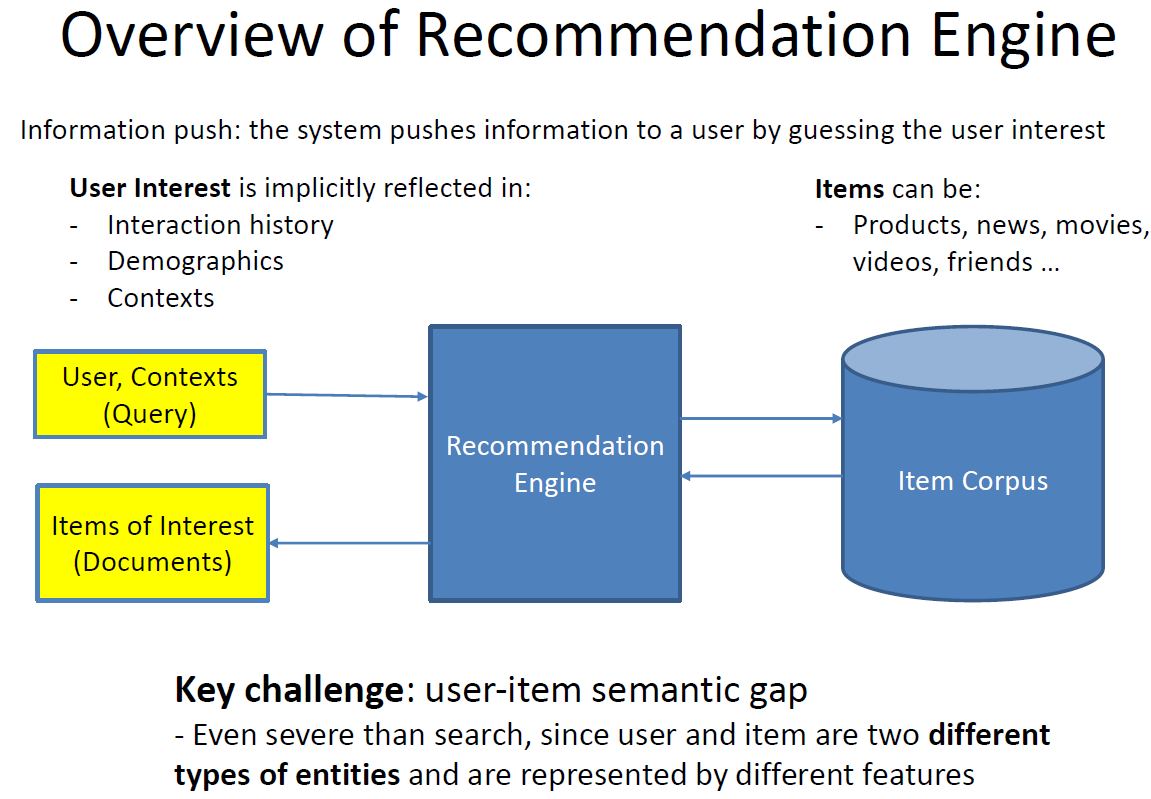 Overview of Recommendation Engine
Information push: the system pushes information to a user by guessing the user interest
User Interest is implicitly reflected in:
- Interaction history
- Demographics
- Contexts
Items can be:
- Products, news, movies,
videos, friends …
User, Contexts
(Query)
Items of Interest
(Documents)
Recommendation
Engine
Item Corpus
Key challenge: user-item semantic gap
- Even severe than search, since user and item are two different
types of entities and are represented by different features